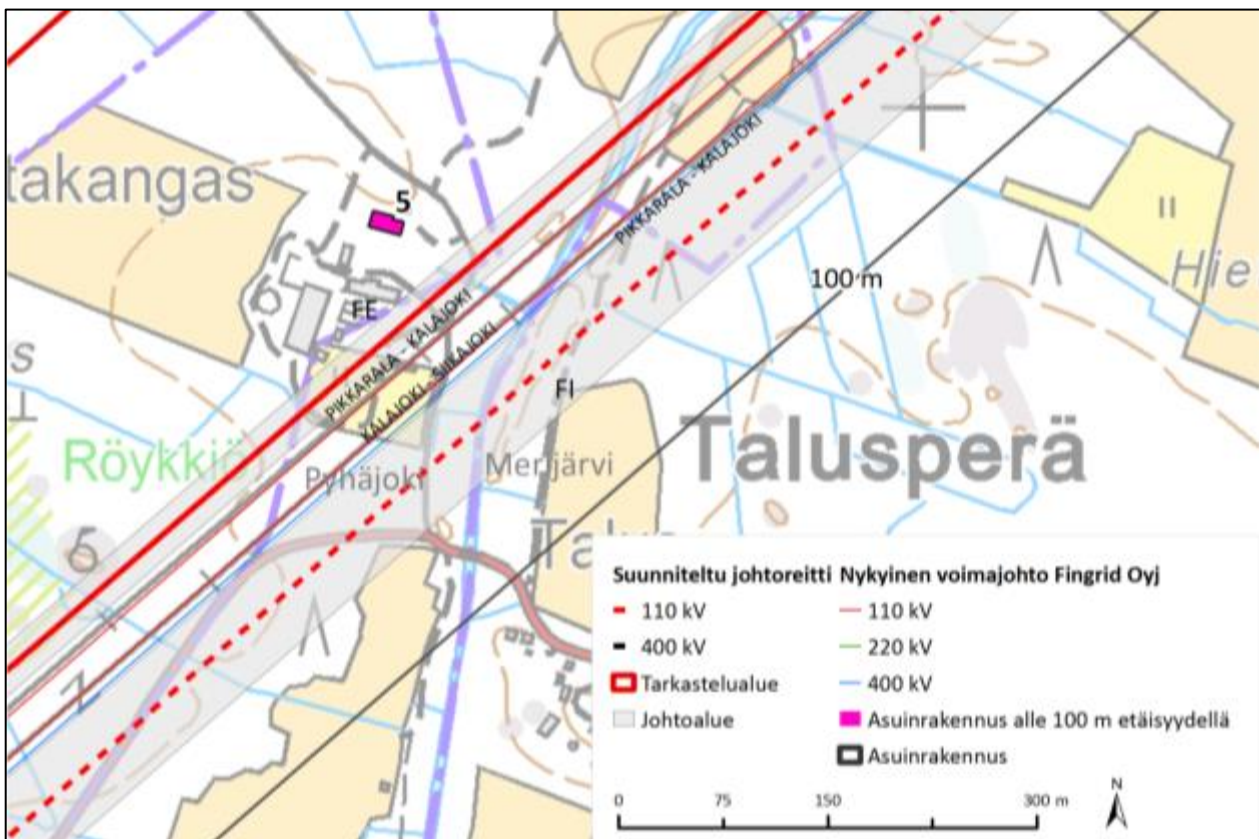 takangas
5
PIKKARALA - KALAJOKI
100 m
Hie
FE
PIKKARALA - KALAJOKI
KALAJOKI - SIIKAJOKI
s
FI
Röykkiö
Pyhäjoki
Merijärvi
Talusperä
5
Talus
Suunniteltu johtoreitti
110 kV
400 kV
Tarkastelualue
Johtoalue
Nykyinen voimajohto Fingrid Oyj
110 kV
220 kV
400 kV
Asuinrakennus alle 100 m etäisyydellä
Asuinrakennus
0 75 150 300 m
N